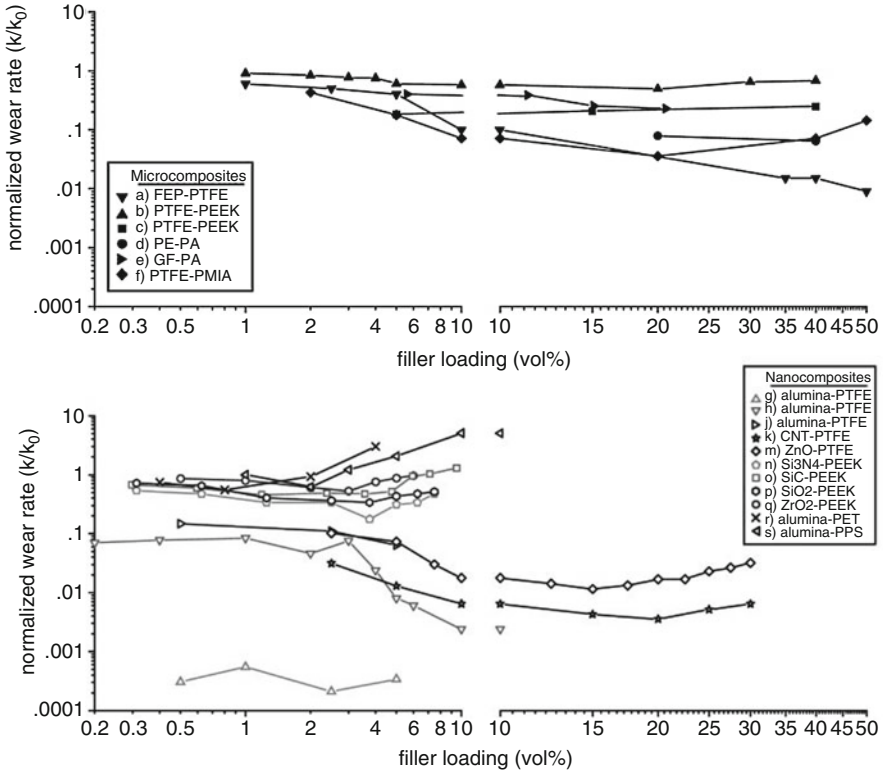 normalized wear rate (k/k0)
10
1
.1
.01
.001
.0001
Microcomposites
a) FEP-PTFE
b) PTFE-PEEK
c) PTFE-PEEK
d) PE-PA
e) GF-PA
f) PTFE-PMIA
0.2 0.3 0.5 1 2 4 6 8 10 10 15 20 25 30 35 40 45 50
filler loading (vol%)
normalized wear rate (k/k0)
10
1
.1
.01
.001
.0001
Nanocomposites
g) alumina-PTFE
h) alumina-PTFE
j) alumina-PTFE
k) CNT-PTFE
m) ZnO-PTFE
n) Si3N4-PEEK
o) SiC-PEEK
p) SiO2-PEEK
q) ZrO2-PEEK
r) alumina-PET
s) alumina-PPS
0.2 0.3 0.5 1 2 4 6 8 10 10 15 20 25 30 35 40 45 50
filler loading (vol%)